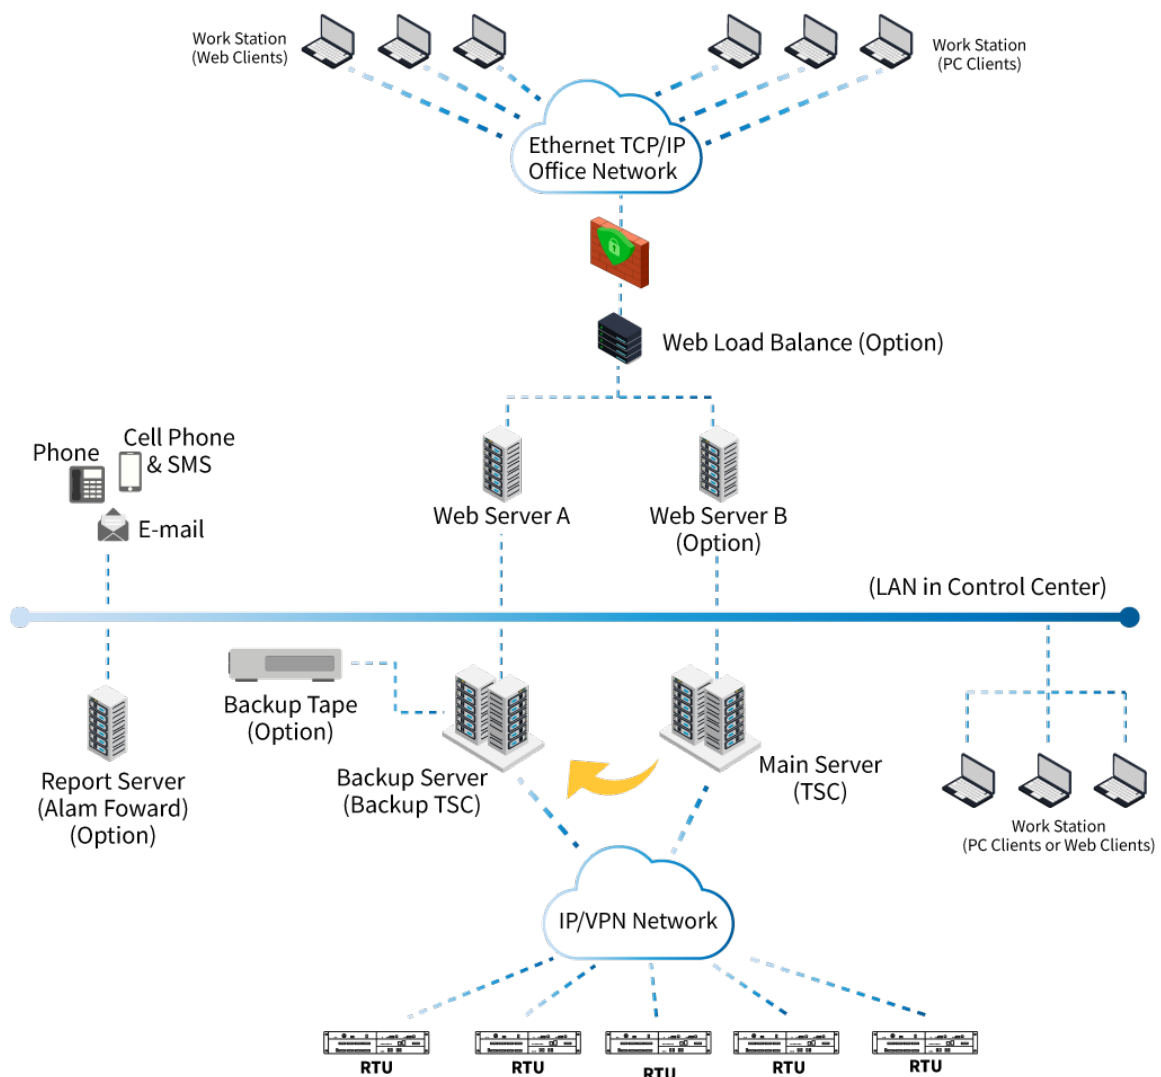 Work Station
(Web Clients)
Work Station
(PC Clients)
Ethernet TCP/IP
Office Network
Web Load Balance (Option)
Phone
Cell Phone
& SMS
E-mail
Web Server A
Web Server B
(Option)
(LAN in Control Center)
Backup Tape
(Option)
Report Server
(Alam Foward)
(Option)
Backup Server
(Backup TSC)
Main Server
(TSC)
Work Station
(PC Clients or Web Clients)
IP/VPN Network
RTU
RTU
RTU
RTU
RTU